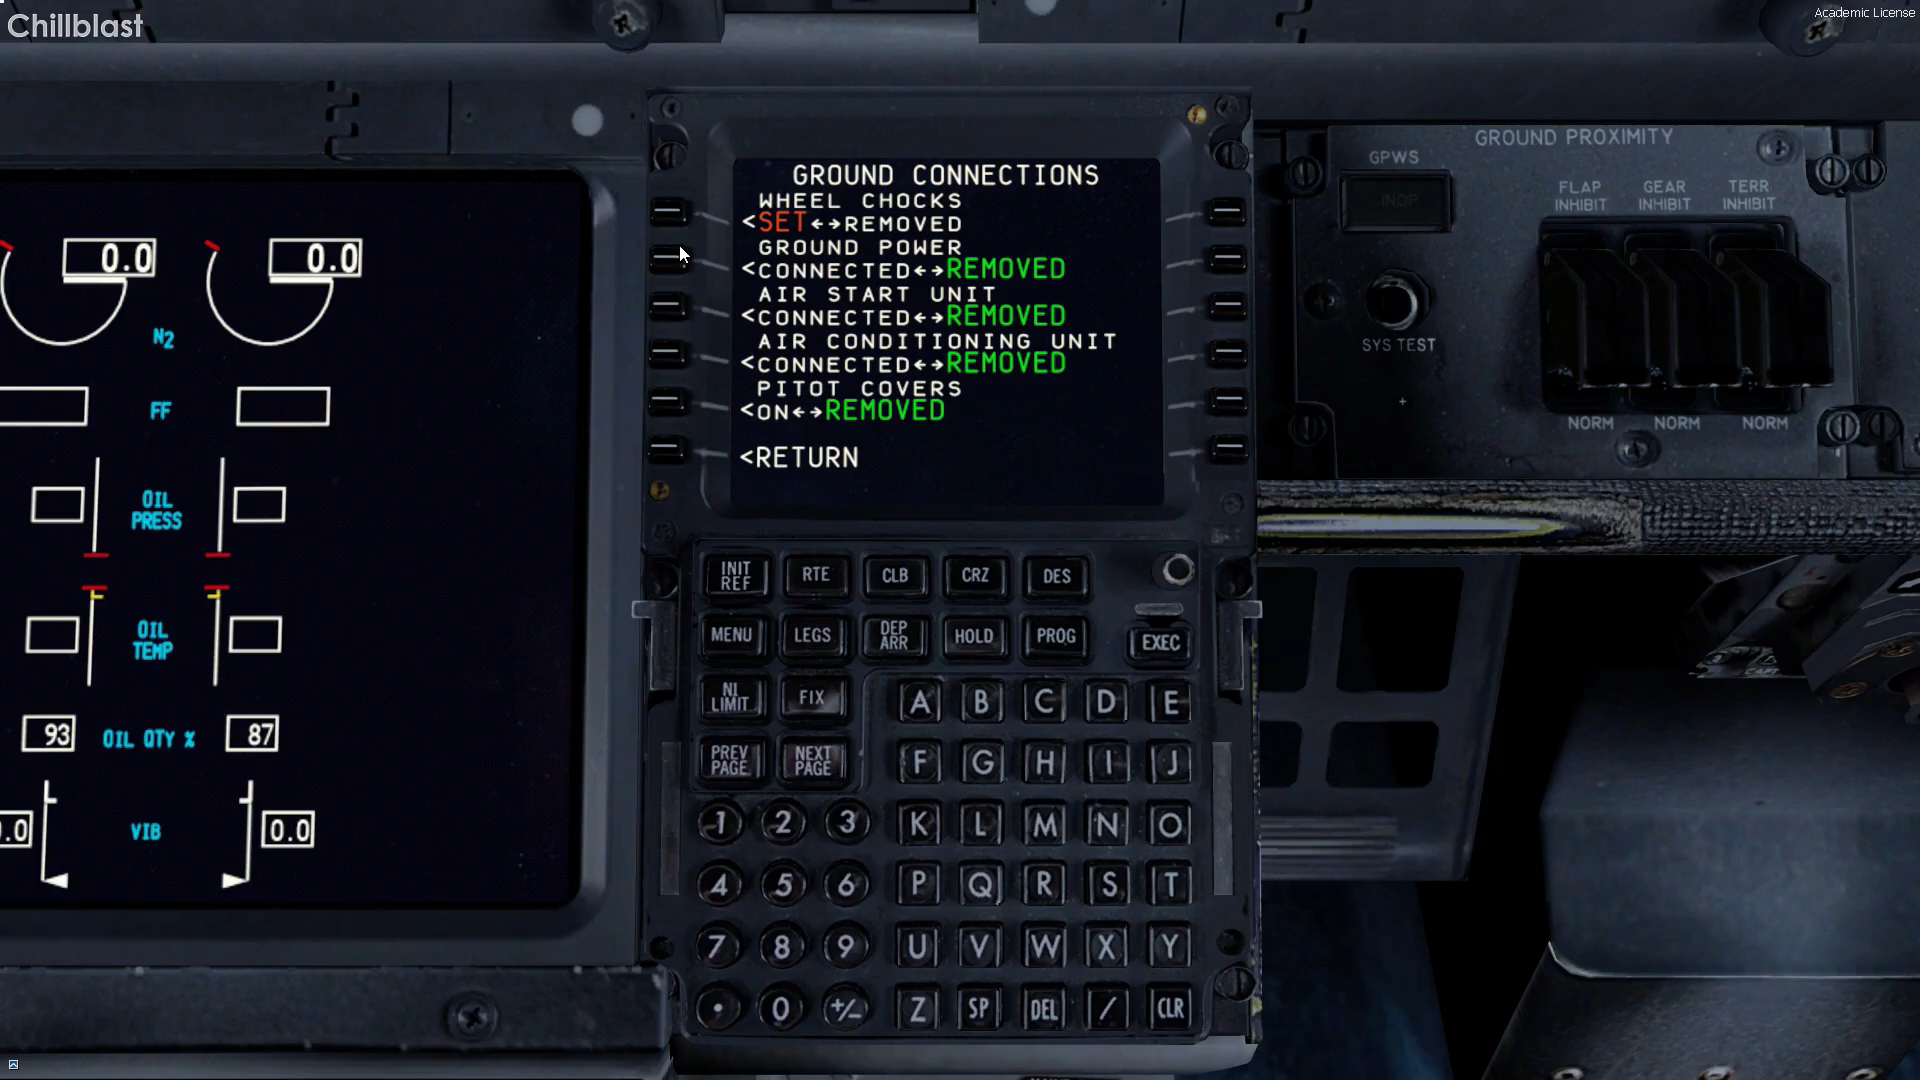 Chillblast
Academic License
GROUND CONNECTIONS
WHEEL CHOCKS
<SET↔REMOVED
GROUND POWER
<CONNECTED↔REMOVED
AIR START UNIT
<CONNECTED↔REMOVED
AIR CONDITIONING UNIT
<CONNECTED↔REMOVED
PITOT COVERS
<ON↔REMOVED
<RETURN
0.0 0.0
N2
FF
OIL
PRESS
OIL
TEMP
93 OIL QTY % 87
VIB 0.0
GROUND PROXIMITY
GPWS
INOP
SYS TEST
FLAP
INHIBIT
GEAR
INHIBIT
TERR
INHIBIT
NORM NORM NORM
INIT
REF
RTE
CLB
CRZ
DES
MENU
LEGS
DEP
ARR
HOLD
PROG
EXEC
N1
LIMIT
FIX
PREV
PAGE
NEXT
PAGE
A B C D E
F G H I J
1 2 3 K L M N O
4 5 6 P Q R S T
7 8 9 U V W X Y
. 0 +/- Z SP DEL / CLR